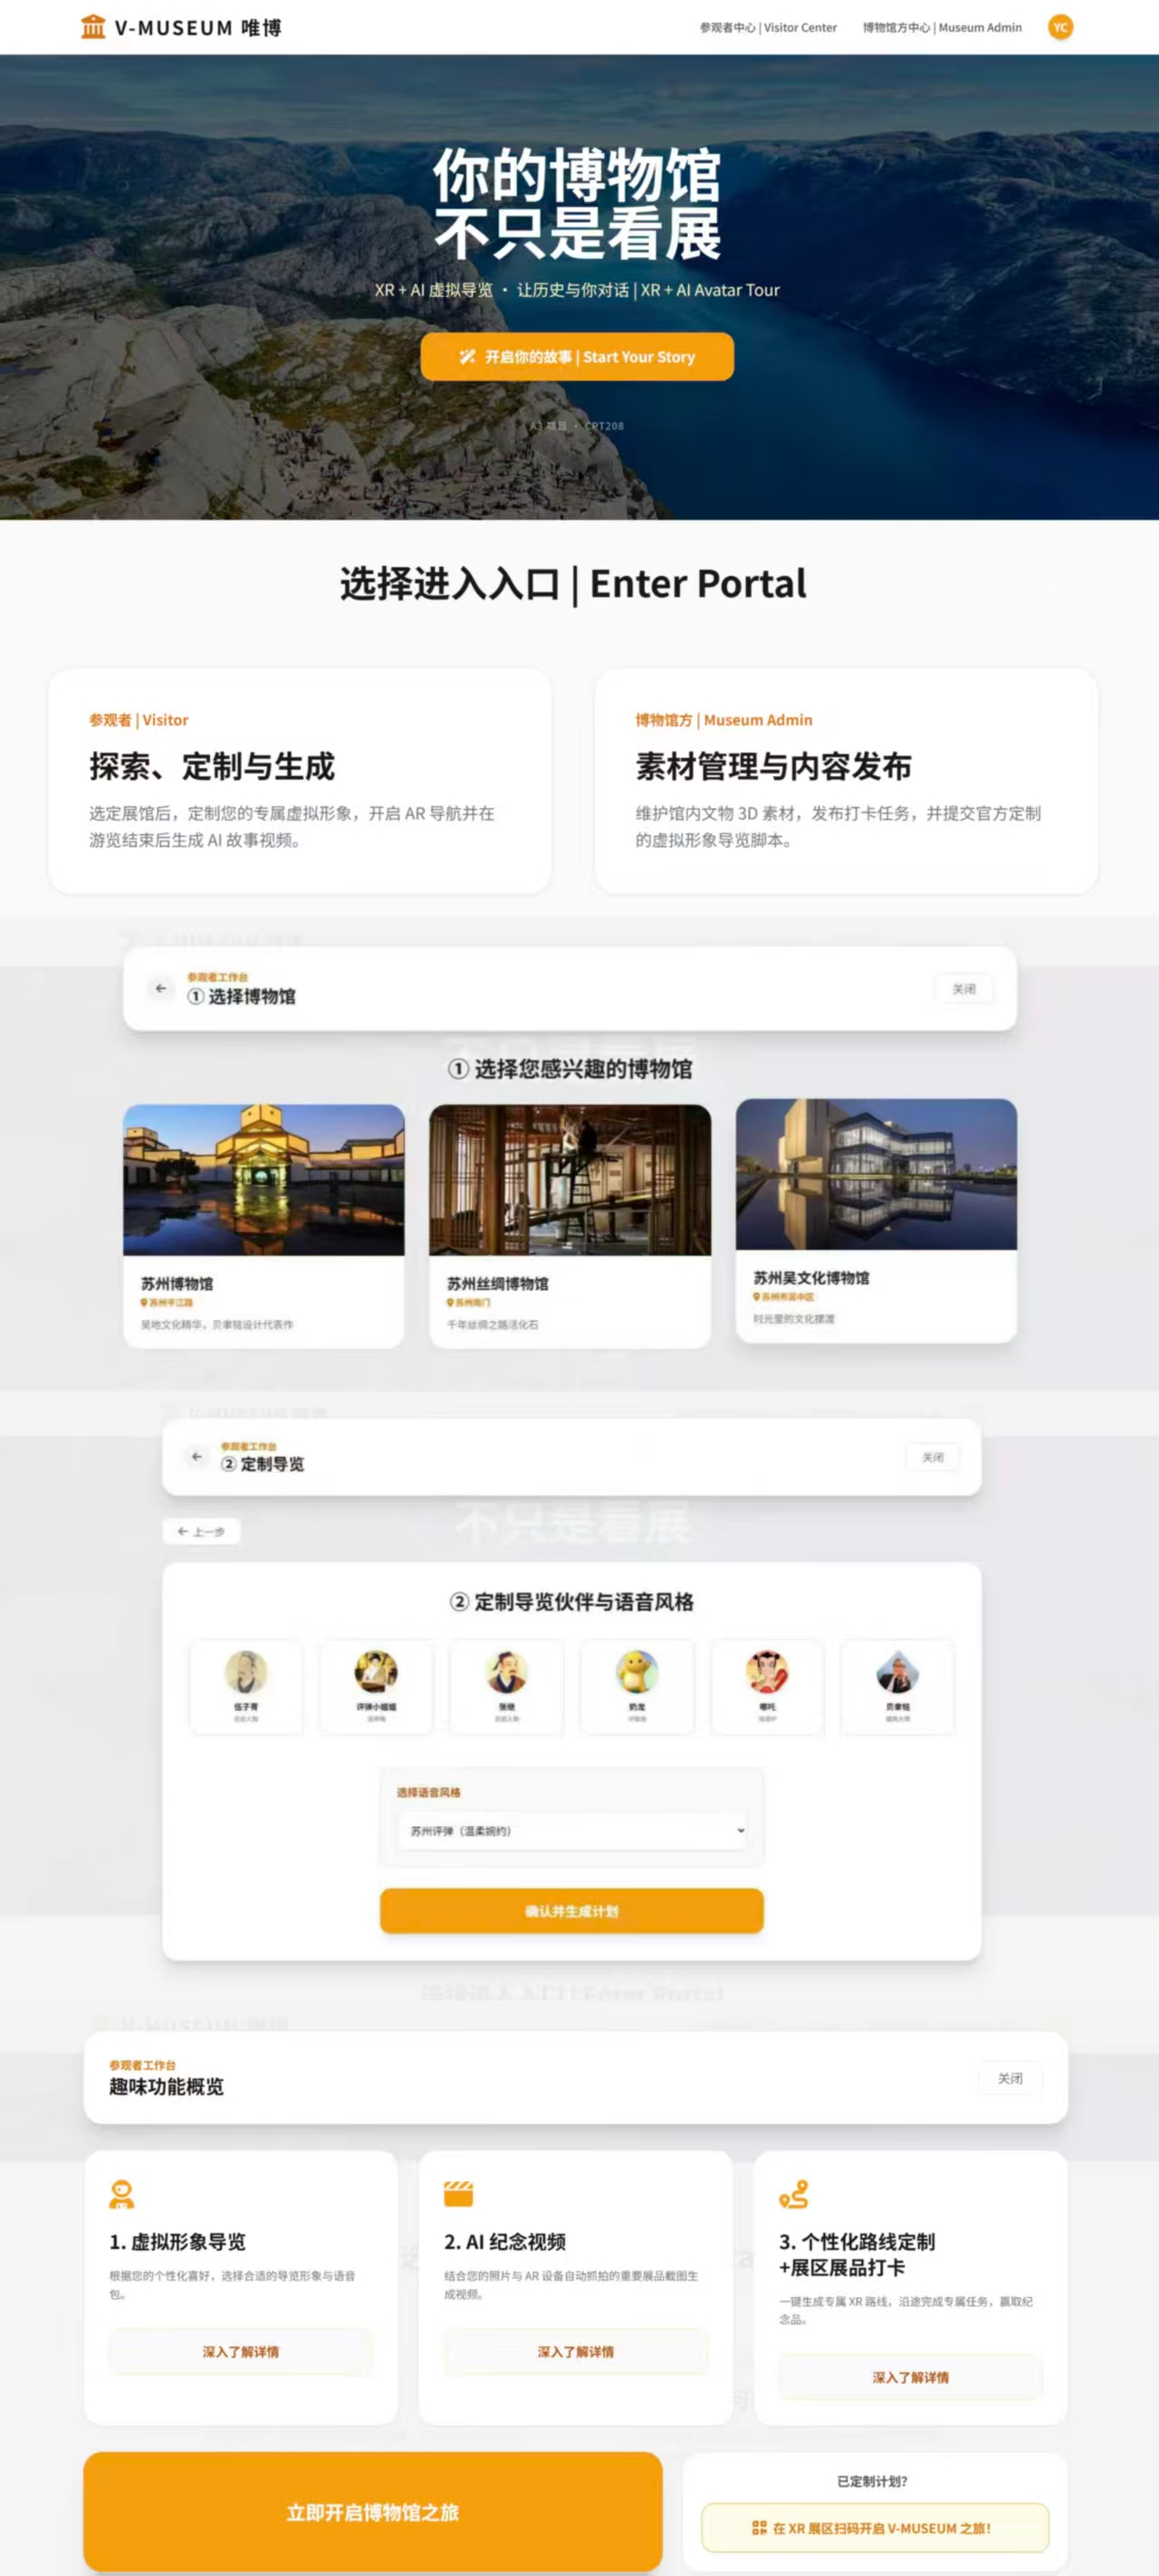 V-MUSEUM 唯博
参观者中心 | Visitor Center
博物馆方中心 | Museum Admin
YC
你的博物馆
不只是看展
XR + AI 虚拟导览 · 让历史与你对话 | XR + AI Avatar Tour
开启你的故事 | Start Your Story
A3 项目 · CPT208
选择进入入口 | Enter Portal
参观者 | Visitor
探索、定制与生成
选定展馆后，定制您的专属虚拟形象，开启 AR 导航并在
游览结束后生成 AI 故事视频。
博物馆方 | Museum Admin
素材管理与内容发布
维护馆内文物 3D 素材，发布打卡任务，并提交官方定制
的虚拟形象导览脚本。
参观者工作台
① 选择博物馆
关闭
① 选择您感兴趣的博物馆
苏州博物馆
苏州平江路
吴地文化精华，贝聿铭设计代表作
苏州丝绸博物馆
苏州阊门
千年丝绸之路活化石
苏州吴文化博物馆
苏州市吴中区
时光里的文化摆渡
参观者工作台
② 定制导览
关闭
不只是看展
← 上一步
② 定制导览伙伴与语音风格
伍子胥
评弹小姐姐
张继
奶龙
哪吒
贝聿铭
选择语音风格
苏州评弹（温柔婉约）
确认并生成计划
选择进入入口 | Enter Portal
参观者工作台
趣味功能概览
关闭
1. 虚拟形象导览
根据您的个性化喜好，选择合适的导览形象与语音
包。
深入了解详情
2. AI 纪念视频
结合您的照片与 AR 设备自动抓拍的重要展品截图生
成视频。
深入了解详情
3. 个性化路线定制
+展区展品打卡
一键生成专属 XR 路线，沿途完成专属任务，赢取纪
念品。
深入了解详情
立即开启博物馆之旅
已定制计划？
在 XR 展区扫码开启 V-MUSEUM 之旅！